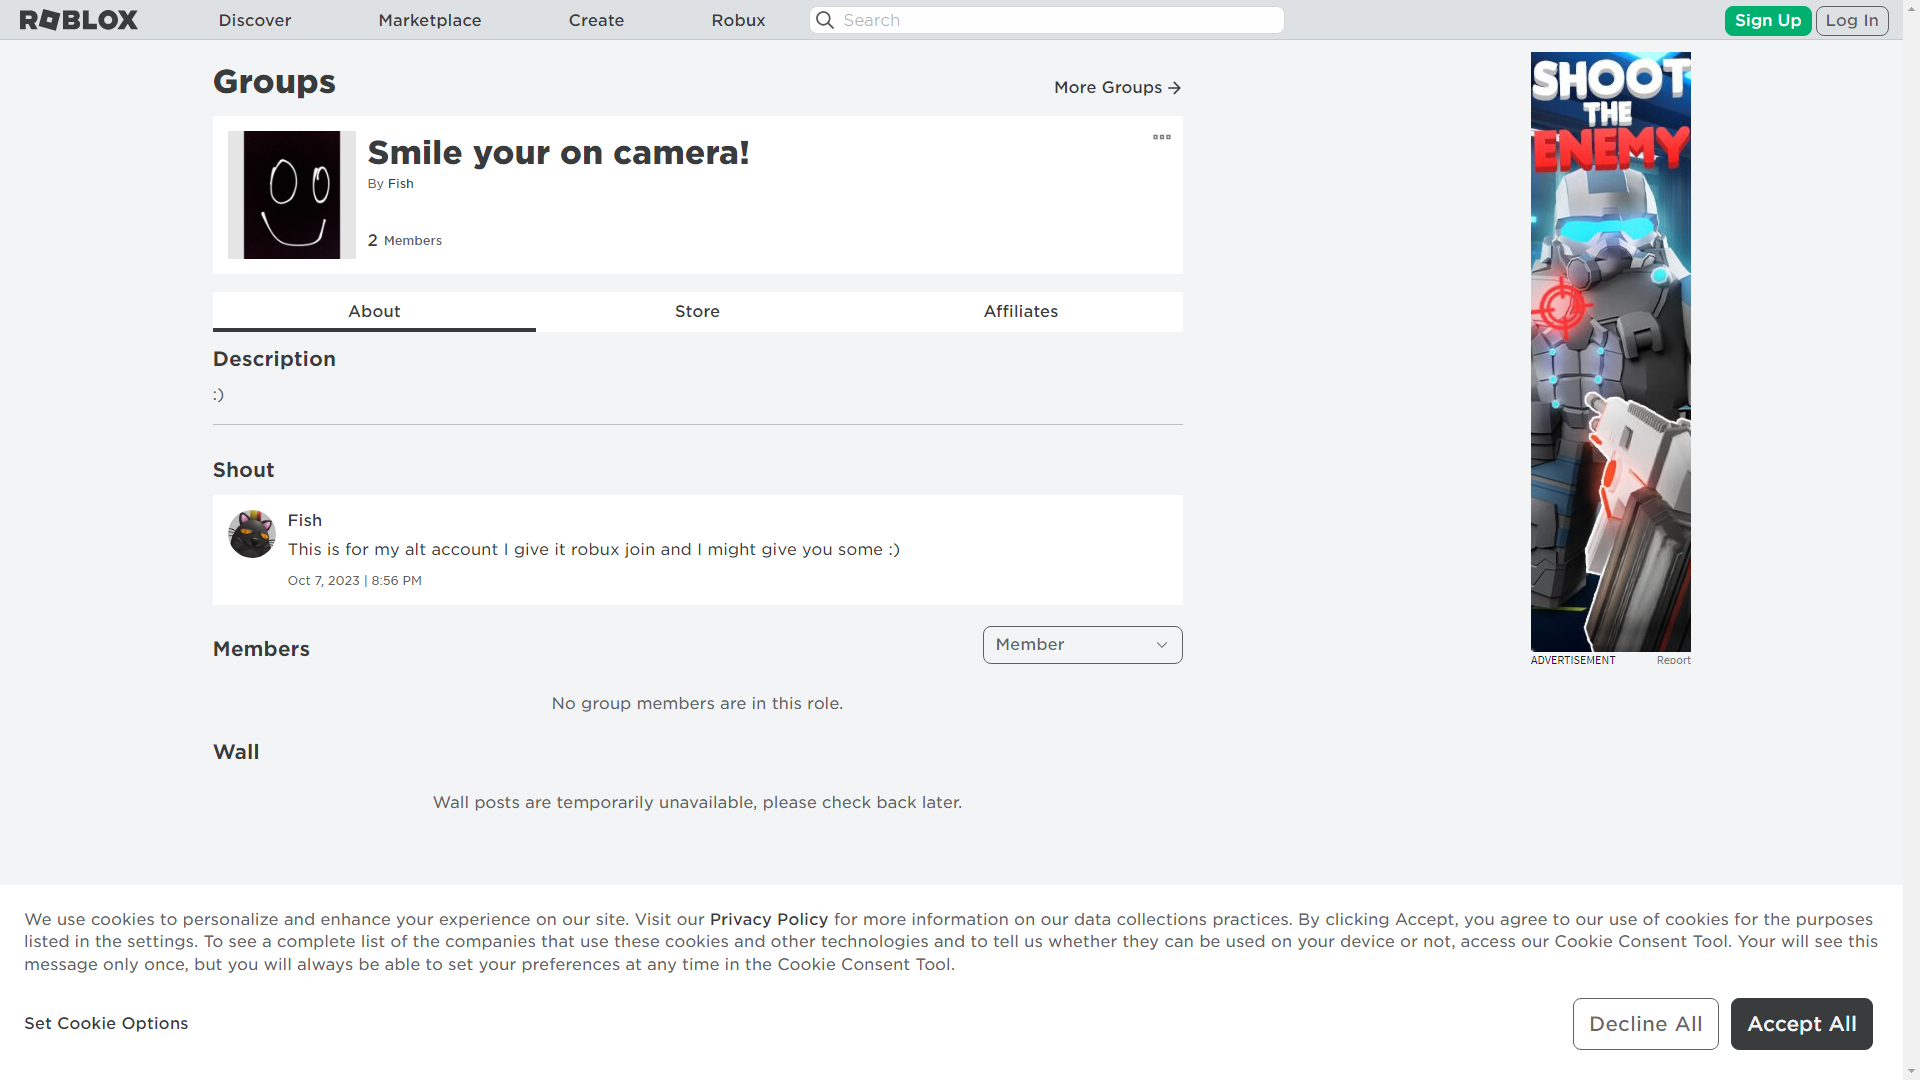 ROBLOX
Discover
Marketplace
Create
Robux
Search
Sign Up
Log In
Groups
More Groups
Smile your on camera!
By Fish
2 Members
About
Store
Affiliates
Description
:)
Shout
Fish
This is for my alt account I give it robux join and I might give you some :)
Oct 7, 2023 | 8:56 PM
Members
Member
No group members are in this role.
Wall
Wall posts are temporarily unavailable, please check back later.
SHOOT
THE
ENEMY
ADVERTISEMENT
Report
We use cookies to personalize and enhance your experience on our site. Visit our Privacy Policy for more information on our data collections practices. By clicking Accept, you agree to our use of cookies for the purposes
listed in the settings. To see a complete list of the companies that use these cookies and other technologies and to tell us whether they can be used on your device or not, access our Cookie Consent Tool. Your will see this
message only once, but you will always be able to set your preferences at any time in the Cookie Consent Tool.
Set Cookie Options
Decline All
Accept All